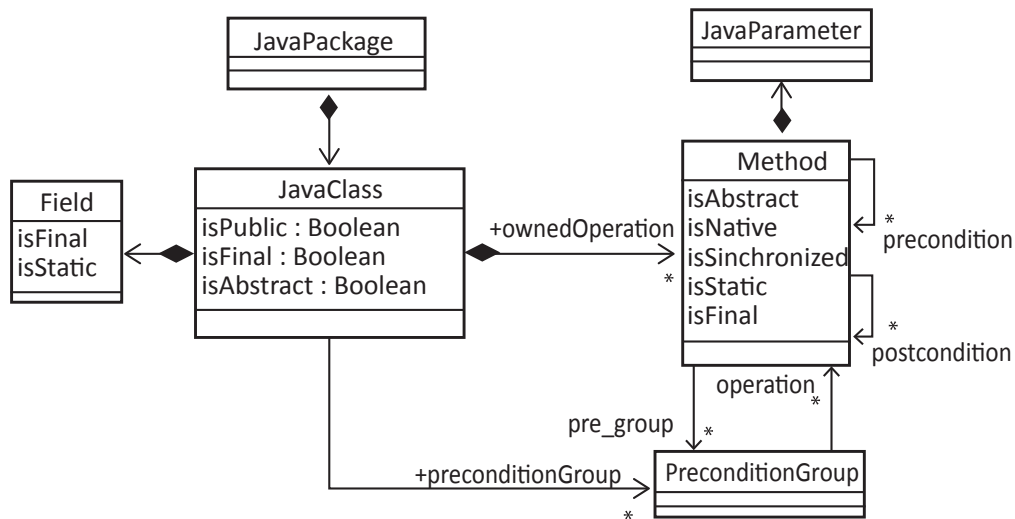 JavaPackage
JavaParameter
Field
isFinal
isStatic
JavaClass
isPublic : Boolean
isFinal : Boolean
isAbstract : Boolean
+ownedOperation
*
Method
isAbstract
isNative
isSinchronized
isStatic
isFinal
*
precondition
*
postcondition
operation
*
pre_group
*
+preconditionGroup
*
PreconditionGroup